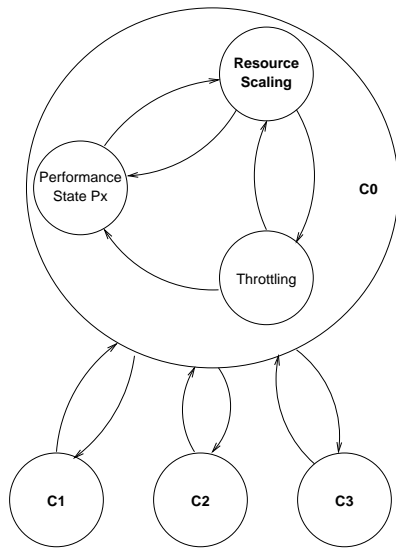 Resource
Scaling
Performance
State Px
C0
Throttling
C1
C2
C3